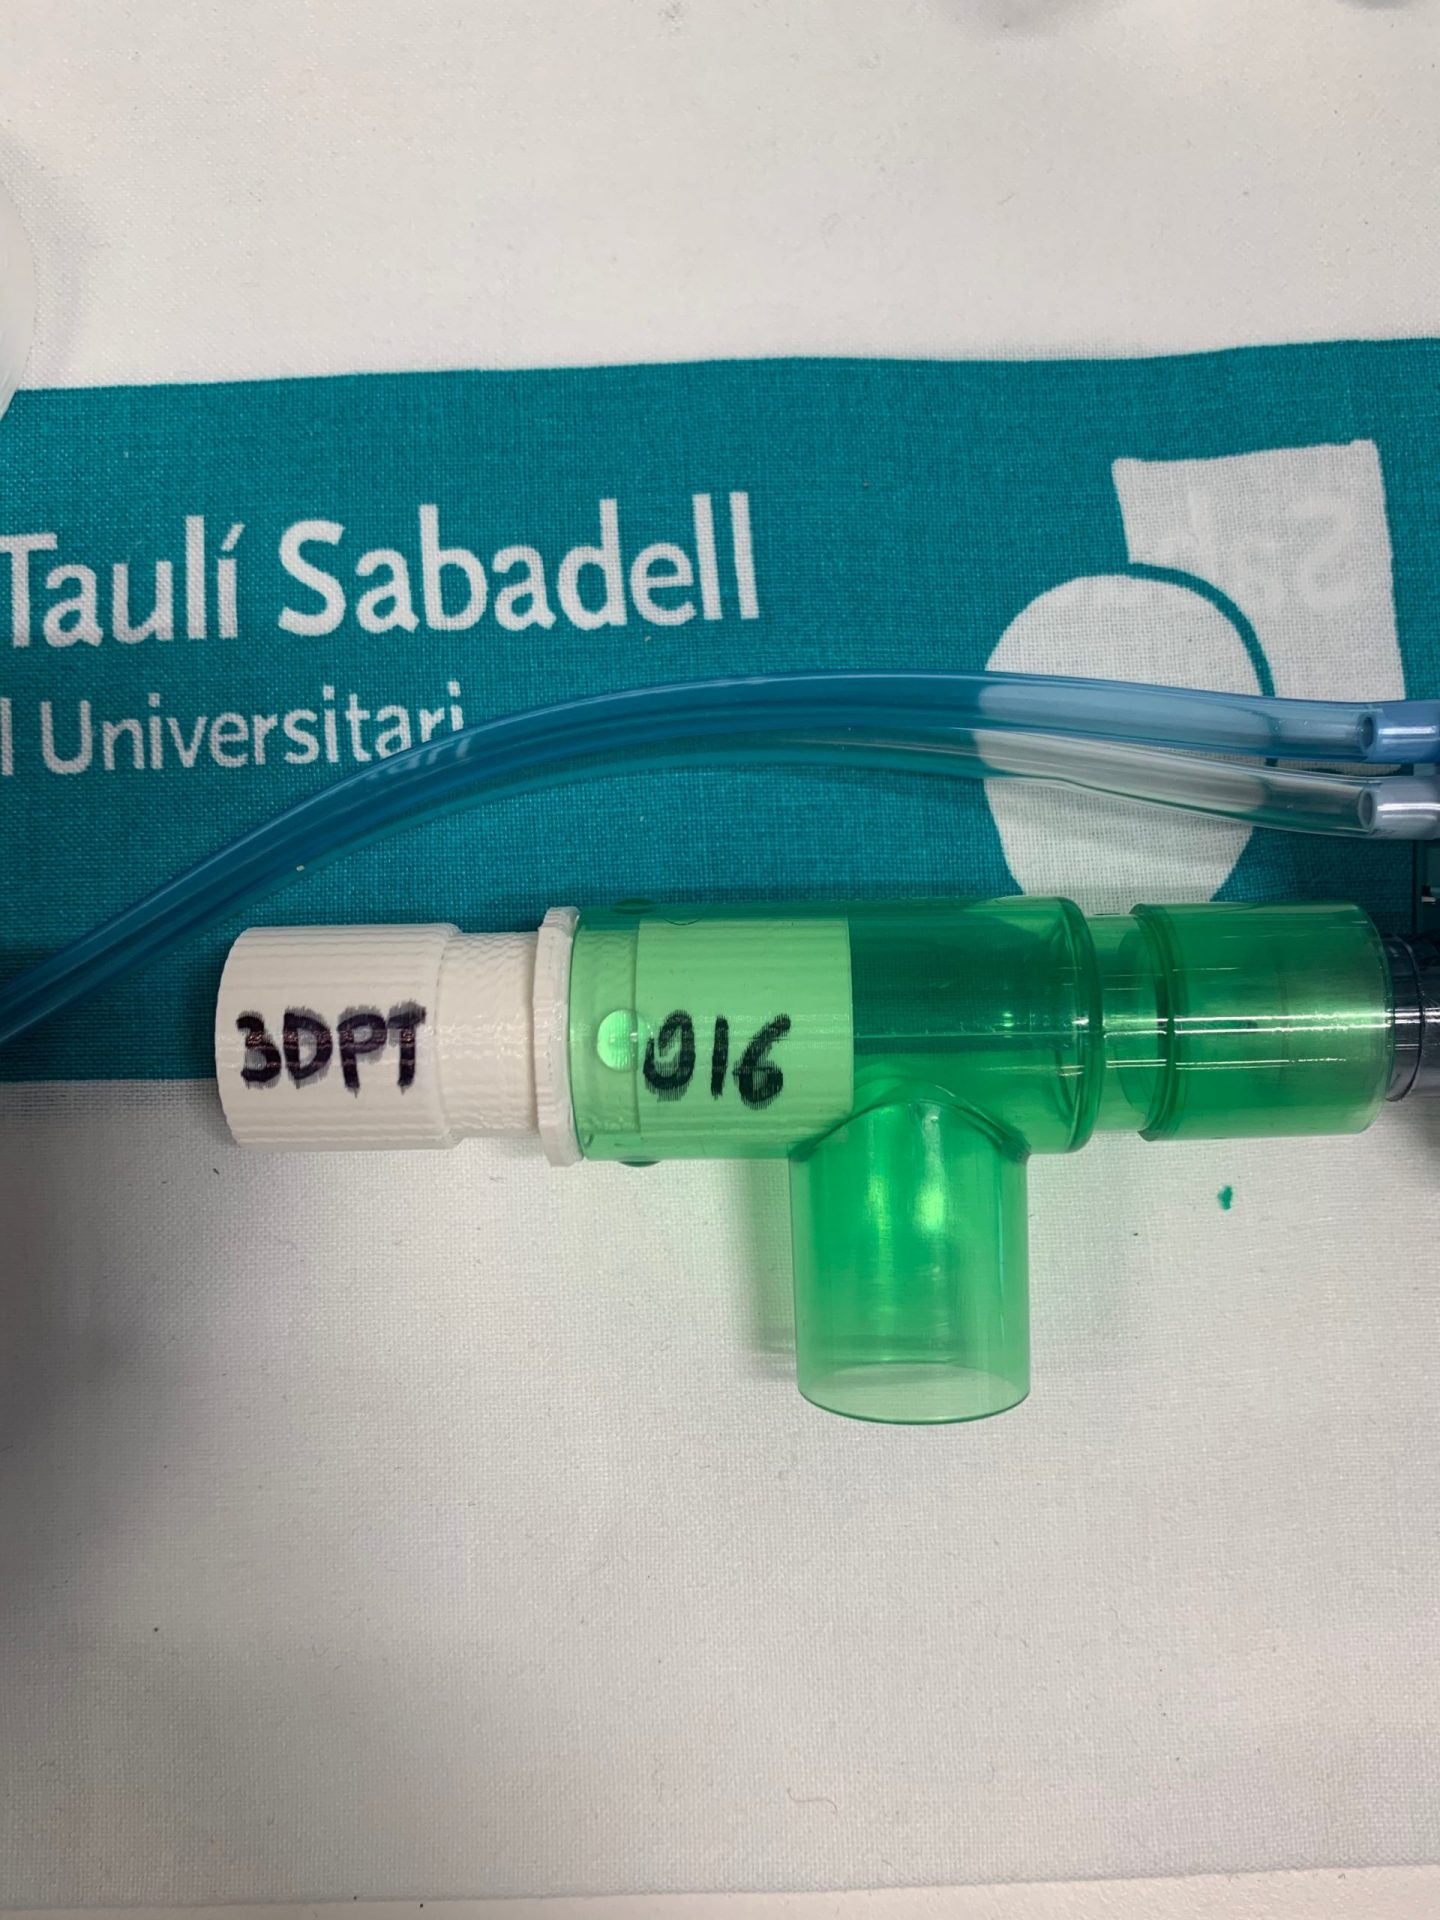 Taulí Sabadell
l Universitari
3DPT
016